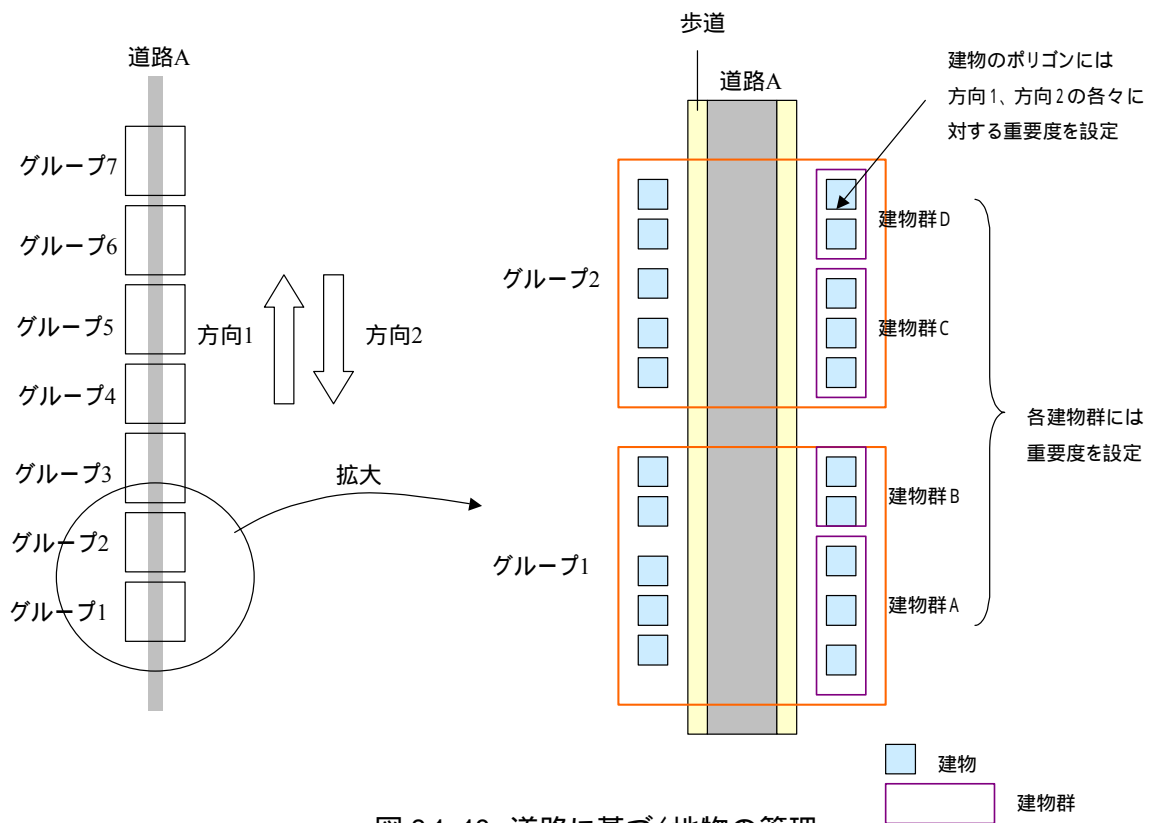 道路A
グループ7
グループ6
グループ5
グループ4
グループ3
グループ2
グループ1
方向1
方向2
拡大
歩道
道路A
建物のポリゴンには
方向1、方向2の各々に
対する重要度を設定
グループ2
建物群D
建物群C
グループ1
建物群B
建物群A
各建物群には
重要度を設定
建物
建物群